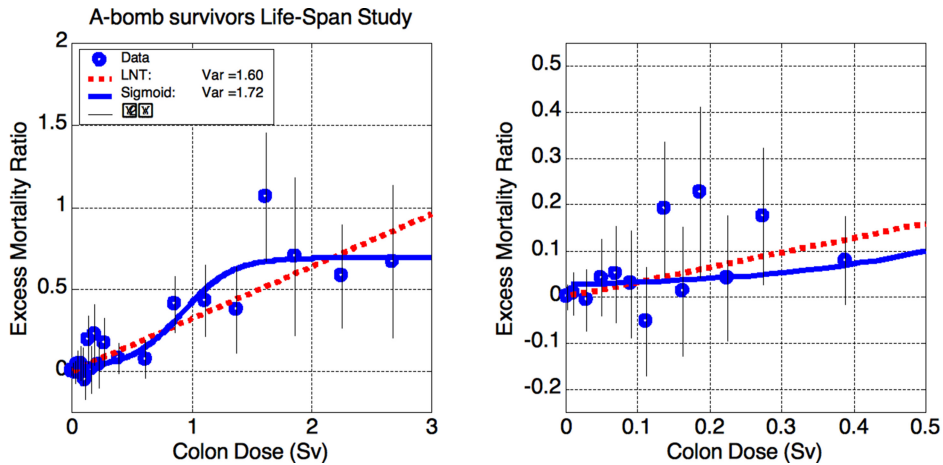 A-bomb survivors Life-Span Study
Excess Mortality Ratio
2
1.5
1
0.5
0
Data
LNT: Var =1.60
Sigmoid: Var =1.72
0 1 2 3
Colon Dose (Sv)
Excess Mortality Ratio
0.5
0.4
0.3
0.2
0.1
0
-0.1
-0.2
0 0.1 0.2 0.3 0.4 0.5
Colon Dose (Sv)